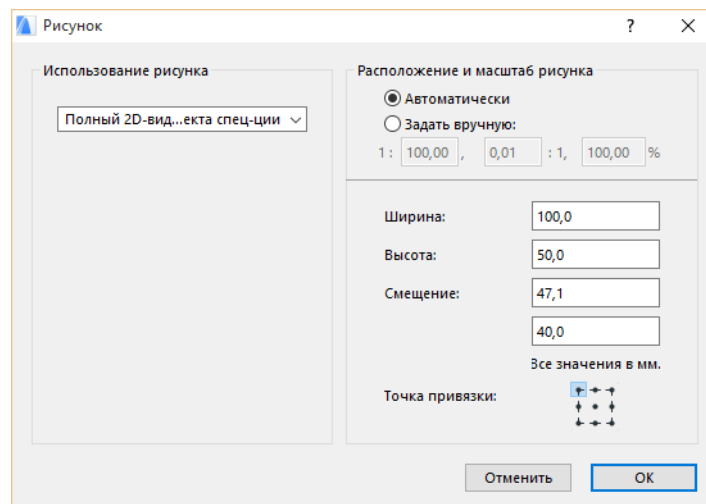 Рисунок
?
Использование рисунка
Полный 2D-вид...екта спец-ции
Расположение и масштаб рисунка
Автоматически
Задать вручную:
1 : 100,00 , 0,01 : 1, 100,00 %
Ширина: 100,0
Высота: 50,0
Смещение: 47,1
40,0
Все значения в мм.
Точка привязки:
Отменить
OK